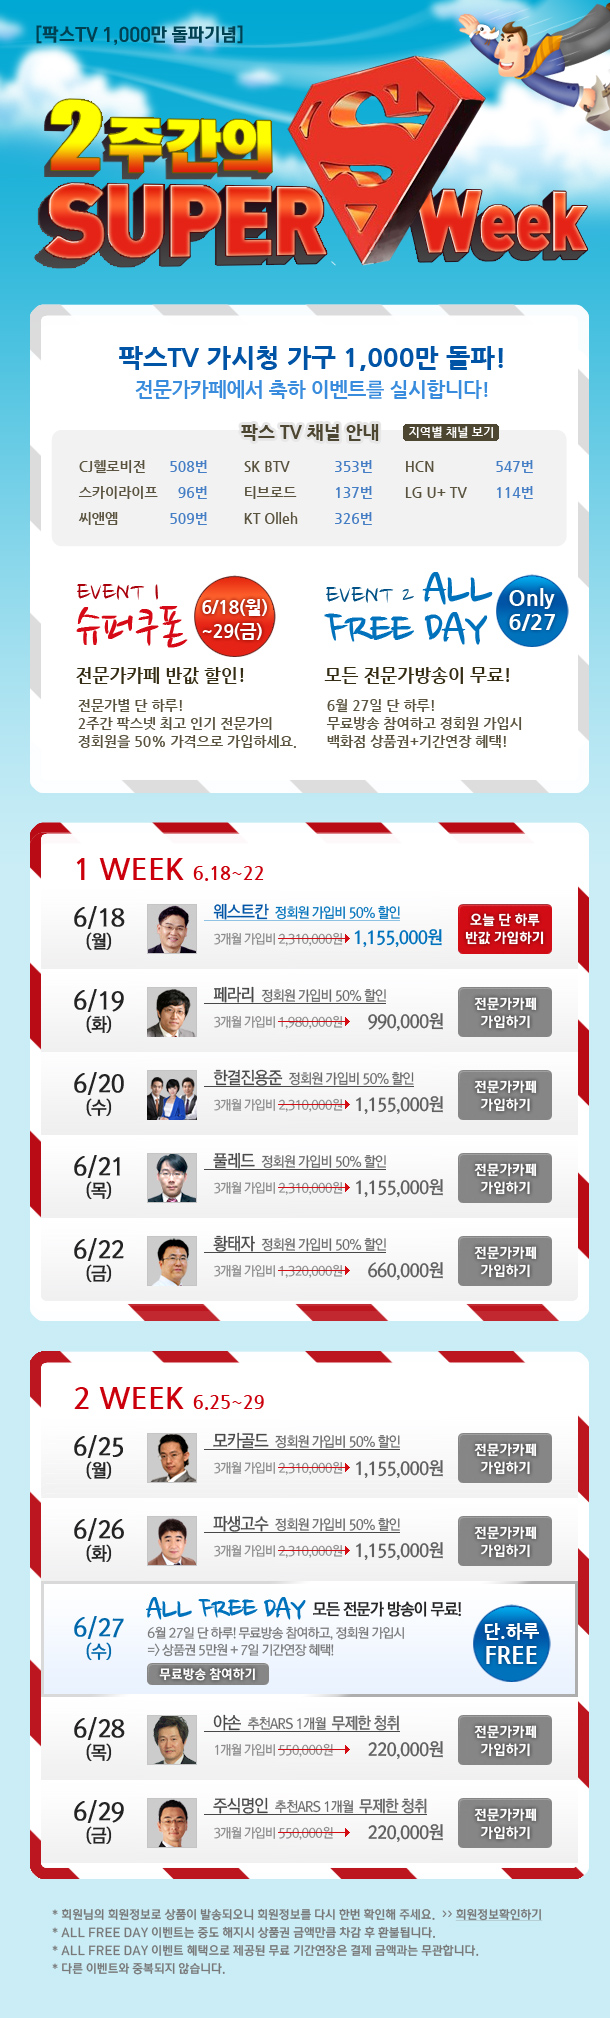 [팍스TV 1,000만 돌파기념]
2주간의
SUPER S Week
팍스TV 가시청 가구 1,000만 돌파!
전문가카페에서 축하 이벤트를 실시합니다!
팍스 TV 채널 안내 지역별 채널 보기
CJ헬로비젼 508번 SK BTV 353번 HCN 547번
스카이라이프 96번 티브로드 137번 LG U+ TV 114번
씨앤엠 509번 KT Olleh 326번
EVENT 1
슈퍼쿠폰
6/18(월)
~29(금)
전문가카페 반값 할인!
전문가별 단 하루!
2주간 팍스넷 최고 인기 전문가의
정회원을 50% 가격으로 가입하세요.
EVENT 2 ALL
FREE DAY
Only
6/27
모든 전문가방송이 무료!
6월 27일 단 하루!
무료방송 참여하고 정회원 가입시
백화점 상품권+기간연장 혜택!
1 WEEK 6.18~22
6/18
(월)
웨스트칸 정회원 가입비 50% 할인
3개월 가입비 2,310,000원 1,155,000원
오늘 단 하루
반값 가입하기
6/19
(화)
페라리 정회원 가입비 50% 할인
3개월 가입비 1,980,000원 990,000원
전문가카페
가입하기
6/20
(수)
한결진용준 정회원 가입비 50% 할인
3개월 가입비 2,310,000원 1,155,000원
전문가카페
가입하기
6/21
(목)
풀레드 정회원 가입비 50% 할인
3개월 가입비 2,310,000원 1,155,000원
전문가카페
가입하기
6/22
(금)
황태자 정회원 가입비 50% 할인
3개월 가입비 1,320,000원 660,000원
전문가카페
가입하기
2 WEEK 6.25~29
6/25
(월)
모카골드 정회원 가입비 50% 할인
3개월 가입비 2,310,000원 1,155,000원
전문가카페
가입하기
6/26
(화)
파생고수 정회원 가입비 50% 할인
3개월 가입비 2,310,000원 1,155,000원
전문가카페
가입하기
6/27
(수)
ALL FREE DAY 모든 전문가 방송이 무료!
6월 27일 단 하루! 무료방송 참여하고, 정회원 가입시
=> 상품권 5만원 + 7일 기간연장 혜택!
무료방송 참여하기
단.하루
FREE
6/28
(목)
야손 추천ARS 1개월 무제한 청취
1개월 가입비 550,000원 220,000원
전문가카페
가입하기
6/29
(금)
주식명인 추천ARS 1개월 무제한 청취
3개월 가입비 550,000원 220,000원
전문가카페
가입하기
* 회원님의 회원정보로 상품이 발송되오니 회원정보를 다시 한번 확인해 주세요. >> 회원정보확인하기
* ALL FREE DAY 이벤트는 중도 해지시 상품권 금액만큼 차감 후 환불됩니다.
* ALL FREE DAY 이벤트 혜택으로 제공된 무료 기간연장은 결제 금액과는 무관합니다.
* 다른 이벤트와 중복되지 않습니다.